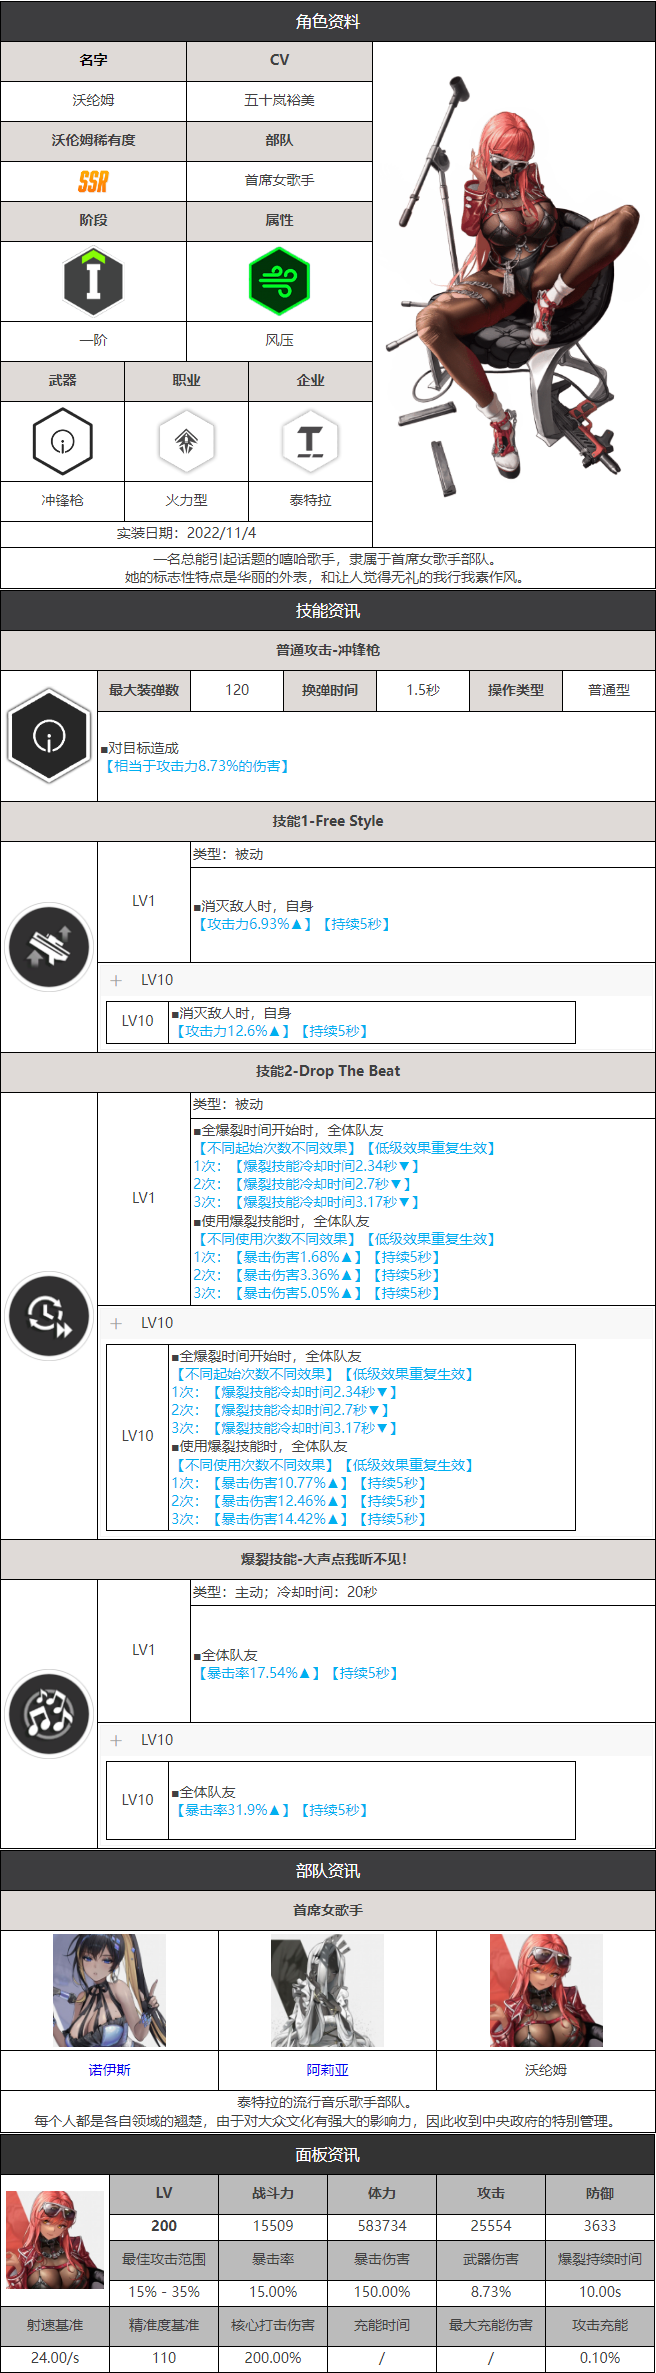 角色资料
名字
CV
沃纶姆
五十岚裕美
沃伦姆稀有度
部队
SSR
首席女歌手
阶段
属性
I
一阶
风压
武器
职业
企业
T
冲锋枪
火力型
泰特拉
实装日期：2022/11/4
一名总能引起话题的嘻哈歌手，隶属于首席女歌手部队。
她的标志性特点是华丽的外表，和让人觉得无礼的我行我素作风。
技能资讯
普通攻击-冲锋枪
最大装弹数
120
换弹时间
1.5秒
操作类型
普通型
■对目标造成
【相当于攻击力8.73%的伤害】
技能1-Free Style
LV1
类型：被动
■消灭敌人时，自身
【攻击力6.93%▲】【持续5秒】
+ LV10
LV10
■消灭敌人时，自身
【攻击力12.6%▲】【持续5秒】
技能2-Drop The Beat
LV1
类型：被动
■全爆裂时间开始时，全体队友
【不同起始次数不同效果】【低级效果重复生效】
1次：【爆裂技能冷却时间2.34秒▼】
2次：【爆裂技能冷却时间2.7秒▼】
3次：【爆裂技能冷却时间3.17秒▼】
■使用爆裂技能时，全体队友
【不同使用次数不同效果】【低级效果重复生效】
1次：【暴击伤害1.68%▲】【持续5秒】
2次：【暴击伤害3.36%▲】【持续5秒】
3次：【暴击伤害5.05%▲】【持续5秒】
+ LV10
LV10
■全爆裂时间开始时，全体队友
【不同起始次数不同效果】【低级效果重复生效】
1次：【爆裂技能冷却时间2.34秒▼】
2次：【爆裂技能冷却时间2.7秒▼】
3次：【爆裂技能冷却时间3.17秒▼】
■使用爆裂技能时，全体队友
【不同使用次数不同效果】【低级效果重复生效】
1次：【暴击伤害10.77%▲】【持续5秒】
2次：【暴击伤害12.46%▲】【持续5秒】
3次：【暴击伤害14.42%▲】【持续5秒】
爆裂技能-大声点我听不见！
LV1
类型：主动；冷却时间：20秒
■全体队友
【暴击率17.54%▲】【持续5秒】
+ LV10
LV10
■全体队友
【暴击率31.9%▲】【持续5秒】
部队资讯
首席女歌手
诺伊斯
阿莉亚
沃纶姆
泰特拉的流行音乐歌手部队。
每个人都是各自领域的翘楚，由于对大众文化有强大的影响力，因此收到中央政府的特别管理。
面板资讯
LV
战斗力
体力
攻击
防御
200
15509
583734
25554
3633
最佳攻击范围
暴击率
暴击伤害
武器伤害
爆裂持续时间
15% - 35%
15.00%
150.00%
8.73%
10.00s
射速基准
精准度基准
核心打击伤害
充能时间
最大充能伤害
攻击充能
24.00/s
110
200.00%
/
/
0.10%